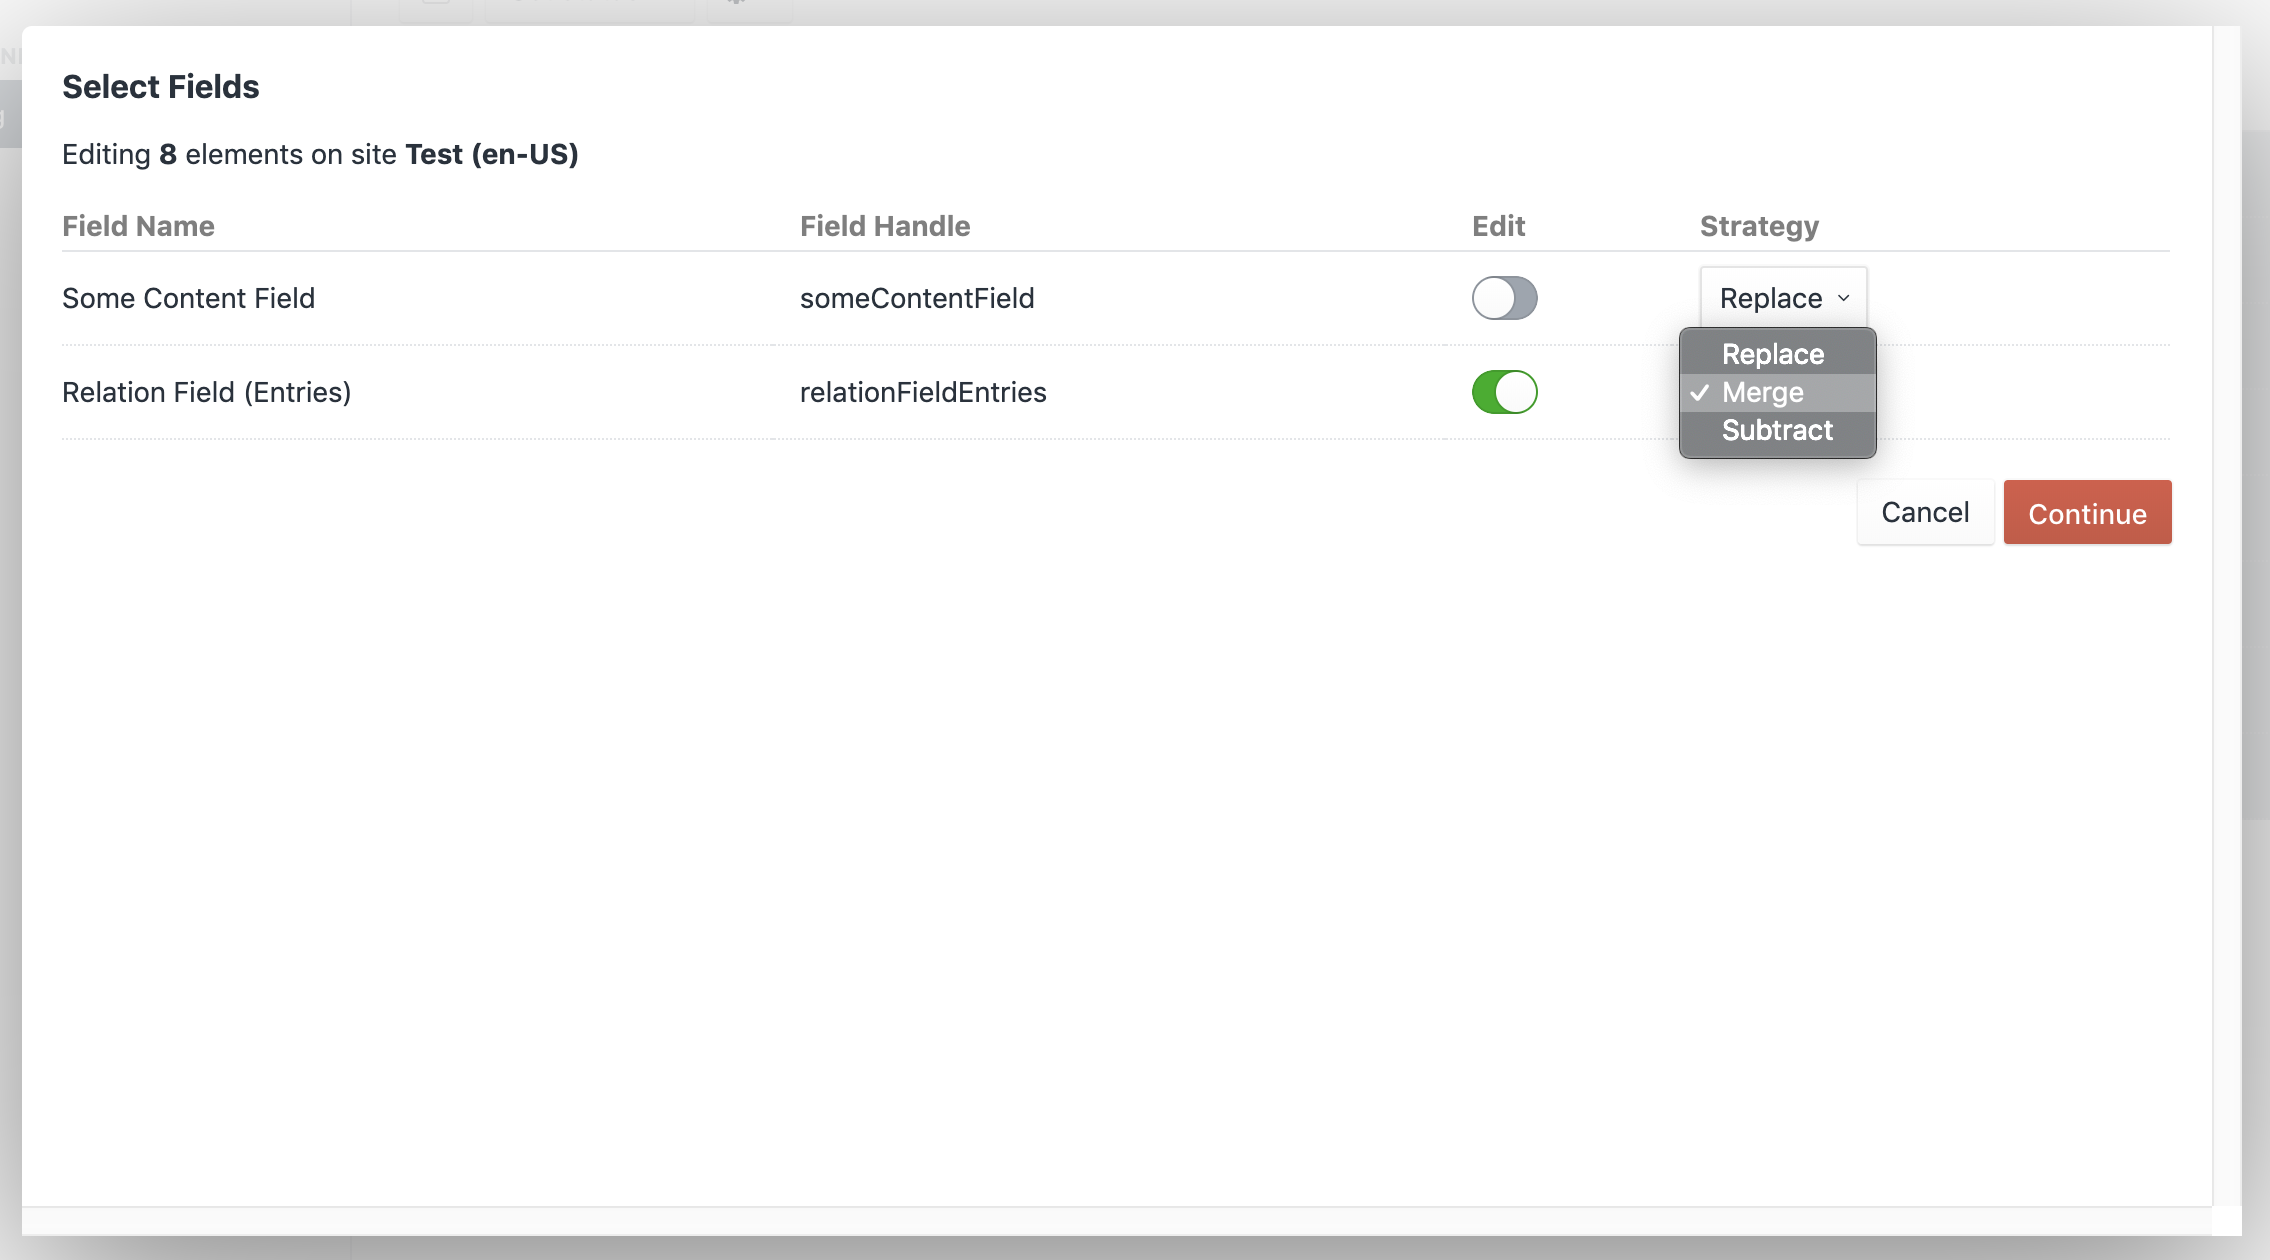 Select Fields
Editing 8 elements on site Test (en-US)
Field Name Field Handle Edit Strategy
Some Content Field someContentField Replace
Replace
Relation Field (Entries) relationFieldEntries Merge
Subtract
Cancel Continue